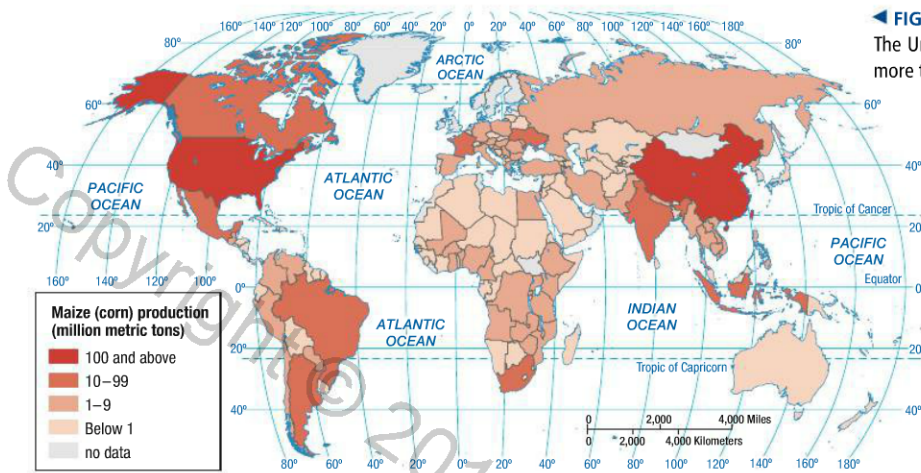 160° 140° 120° 100° 80° 60° 40° 20° 0° 20° 40° 60° 80° 100° 120° 140° 160° 180°
◄ FIG
The Un
more t
80°
80°
ARCTIC
OCEAN
60°
60°
40°
40°
PACIFIC
OCEAN
ATLANTIC
OCEAN
Tropic of Cancer
20°
20°
PACIFIC
OCEAN
160° 140° 120° 100°
Equator
0°
0°
0°
INDIAN
OCEAN
ATLANTIC
OCEAN
20°
20°
Tropic of Capricorn
40°
40°
Maize (corn) production
(million metric tons)
100 and above
10–99
1–9
Below 1
no data
0 2,000 4,000 Miles
0 2,000 4,000 Kilometers
80° 60° 40° 20° 0° 20° 40° 60° 80° 100° 120° 140° 160° 180°
Copyright © 201